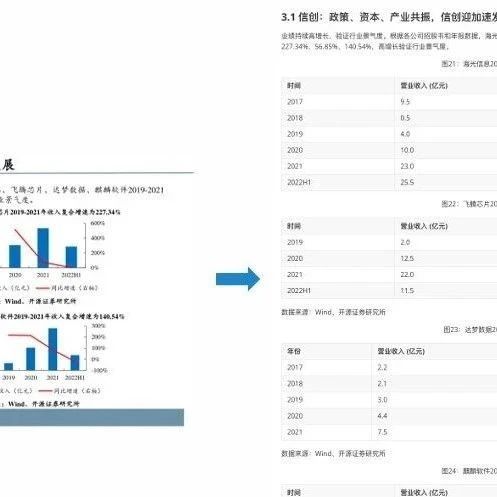 展
、飞腾芯片，达梦数据，麒麟软件2019-2021
业景气度。
芯片2019-2021年收入复合增速为227.34%
600%
400%
200%
0%
2020 2021 2022H1
收入（亿元） 同比增速（右轴）
：Wind、开源证券研究所
软件2019-2021年收入复合增速为140.54%
300%
200%
100%
0%
-100%
2019 2020 2021 2022H1
收入（亿元） 同比增速（右轴）
：Wind、开源证券研究所
3.1 信创：政策、资本、产业共振，信创迎加速发
业绩持续高增长，验证行业景气度。根据各公司招股书和年报数据，海光
227.34%、56.85%、140.54%，高增长验证行业景气度。
图21：海光信息20
时间 营业收入 (亿元)
2017 9.5
2018 0.5
2019 4.0
2020 10.0
2021 23.0
2022H1 25.5
图22：飞腾芯片20
时间 营业收入 (亿元)
2019 2.0
2020 12.5
2021 22.0
2022H1 11.5
数据来源：Wind、开源证券研究所
图23：达梦数据20
年份 营业收入 (亿元)
2017 2.2
2018 2.1
2019 3.0
2020 4.4
2021 7.5
数据来源：Wind、开源证券研究所
图24：麒麟软件20
时间 营业收入 (亿元)